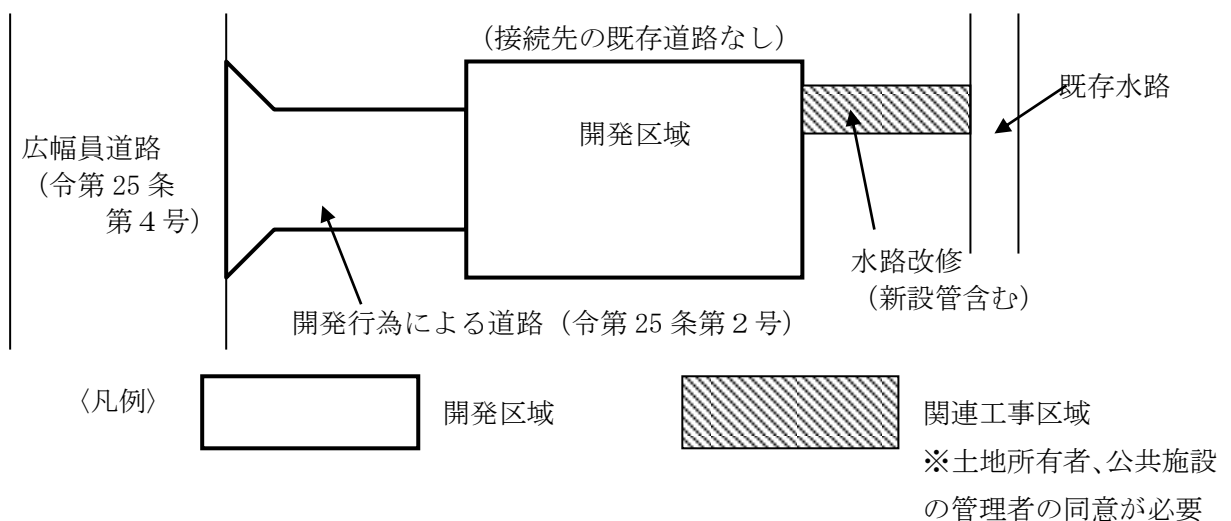 （接続先の既存道路なし）
既存水路
開発区域
広幅員道路
（令第 25 条
第４号）
水路改修
（新設管含む）
開発行為による道路（令第 25 条第２号）
〈凡例〉
開発区域
関連工事区域
※土地所有者、公共施設
の管理者の同意が必要